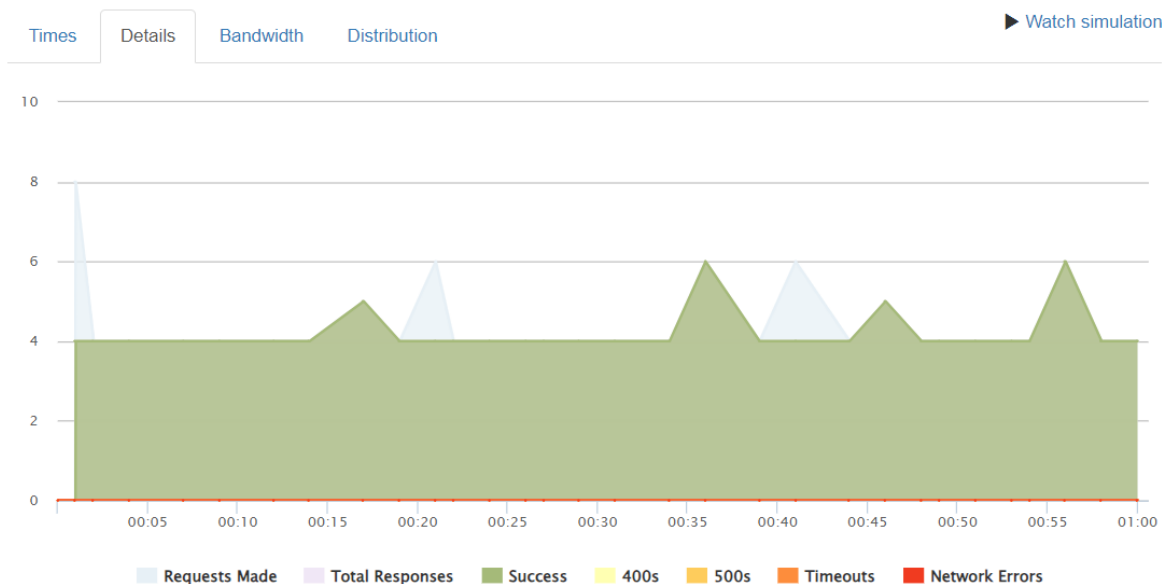 Times Details Bandwidth Distribution ▶ Watch simulation
10
8
6
4
2
0
00:05 00:10 00:15 00:20 00:25 00:30 00:35 00:40 00:45 00:50 00:55 01:00
Requests Made Total Responses Success 400s 500s Timeouts Network Errors